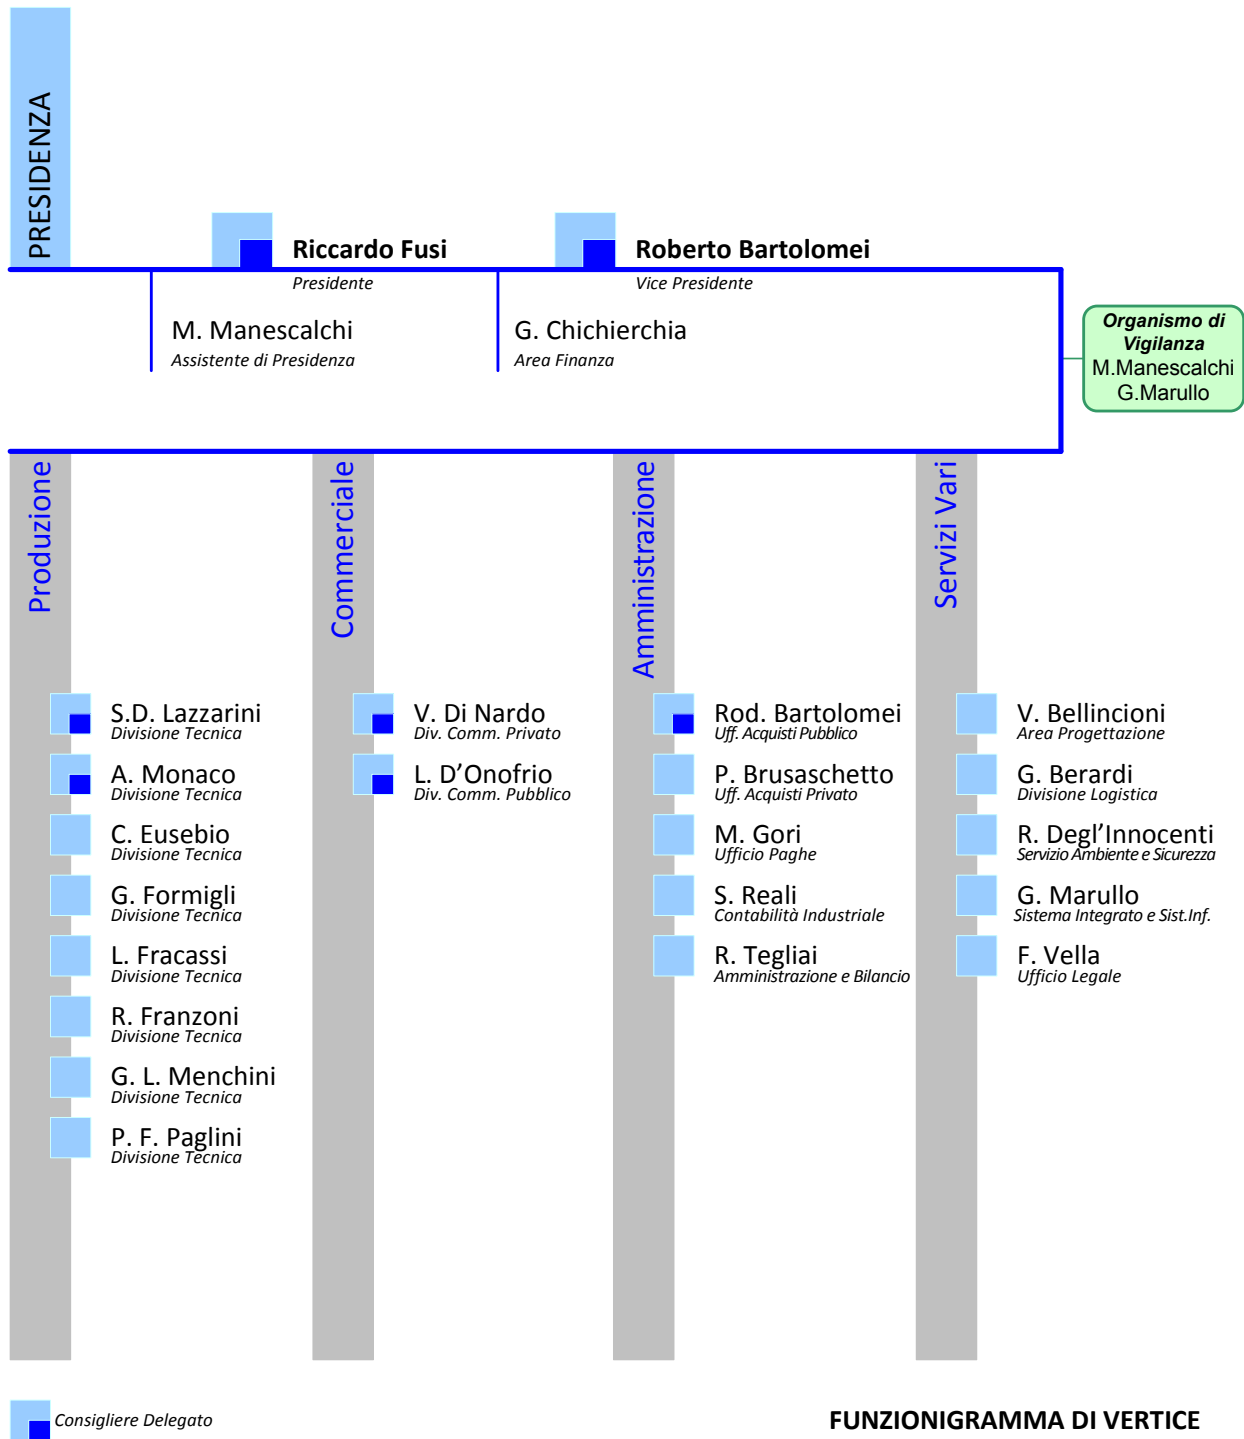 PRESIDENZA
Riccardo Fusi
Presidente
Roberto Bartolomei
Vice Presidente
M. Manescalchi
Assistente di Presidenza
G. Chichierchia
Area Finanza
Organismo di
Vigilanza
M.Manescalchi
G.Marullo
Produzione
S.D. Lazzarini
Divisione Tecnica
A. Monaco
Divisione Tecnica
C. Eusebio
Divisione Tecnica
G. Formigli
Divisione Tecnica
L. Fracassi
Divisione Tecnica
R. Franzoni
Divisione Tecnica
G. L. Menchini
Divisione Tecnica
P. F. Paglini
Divisione Tecnica
Commerciale
V. Di Nardo
Div. Comm. Privato
L. D’Onofrio
Div. Comm. Pubblico
Amministrazione
Rod. Bartolomei
Uff. Acquisti Pubblico
P. Brusaschetto
Uff. Acquisti Privato
M. Gori
Ufficio Paghe
S. Reali
Contabilità Industriale
R. Tegliai
Amministrazione e Bilancio
Servizi Vari
V. Bellincioni
Area Progettazione
G. Berardi
Divisione Logistica
R. Degl’Innocenti
Servizio Ambiente e Sicurezza
G. Marullo
Sistema Integrato e Sist.Inf.
F. Vella
Ufficio Legale
Consigliere Delegato
FUNZIONIGRAMMA DI VERTICE